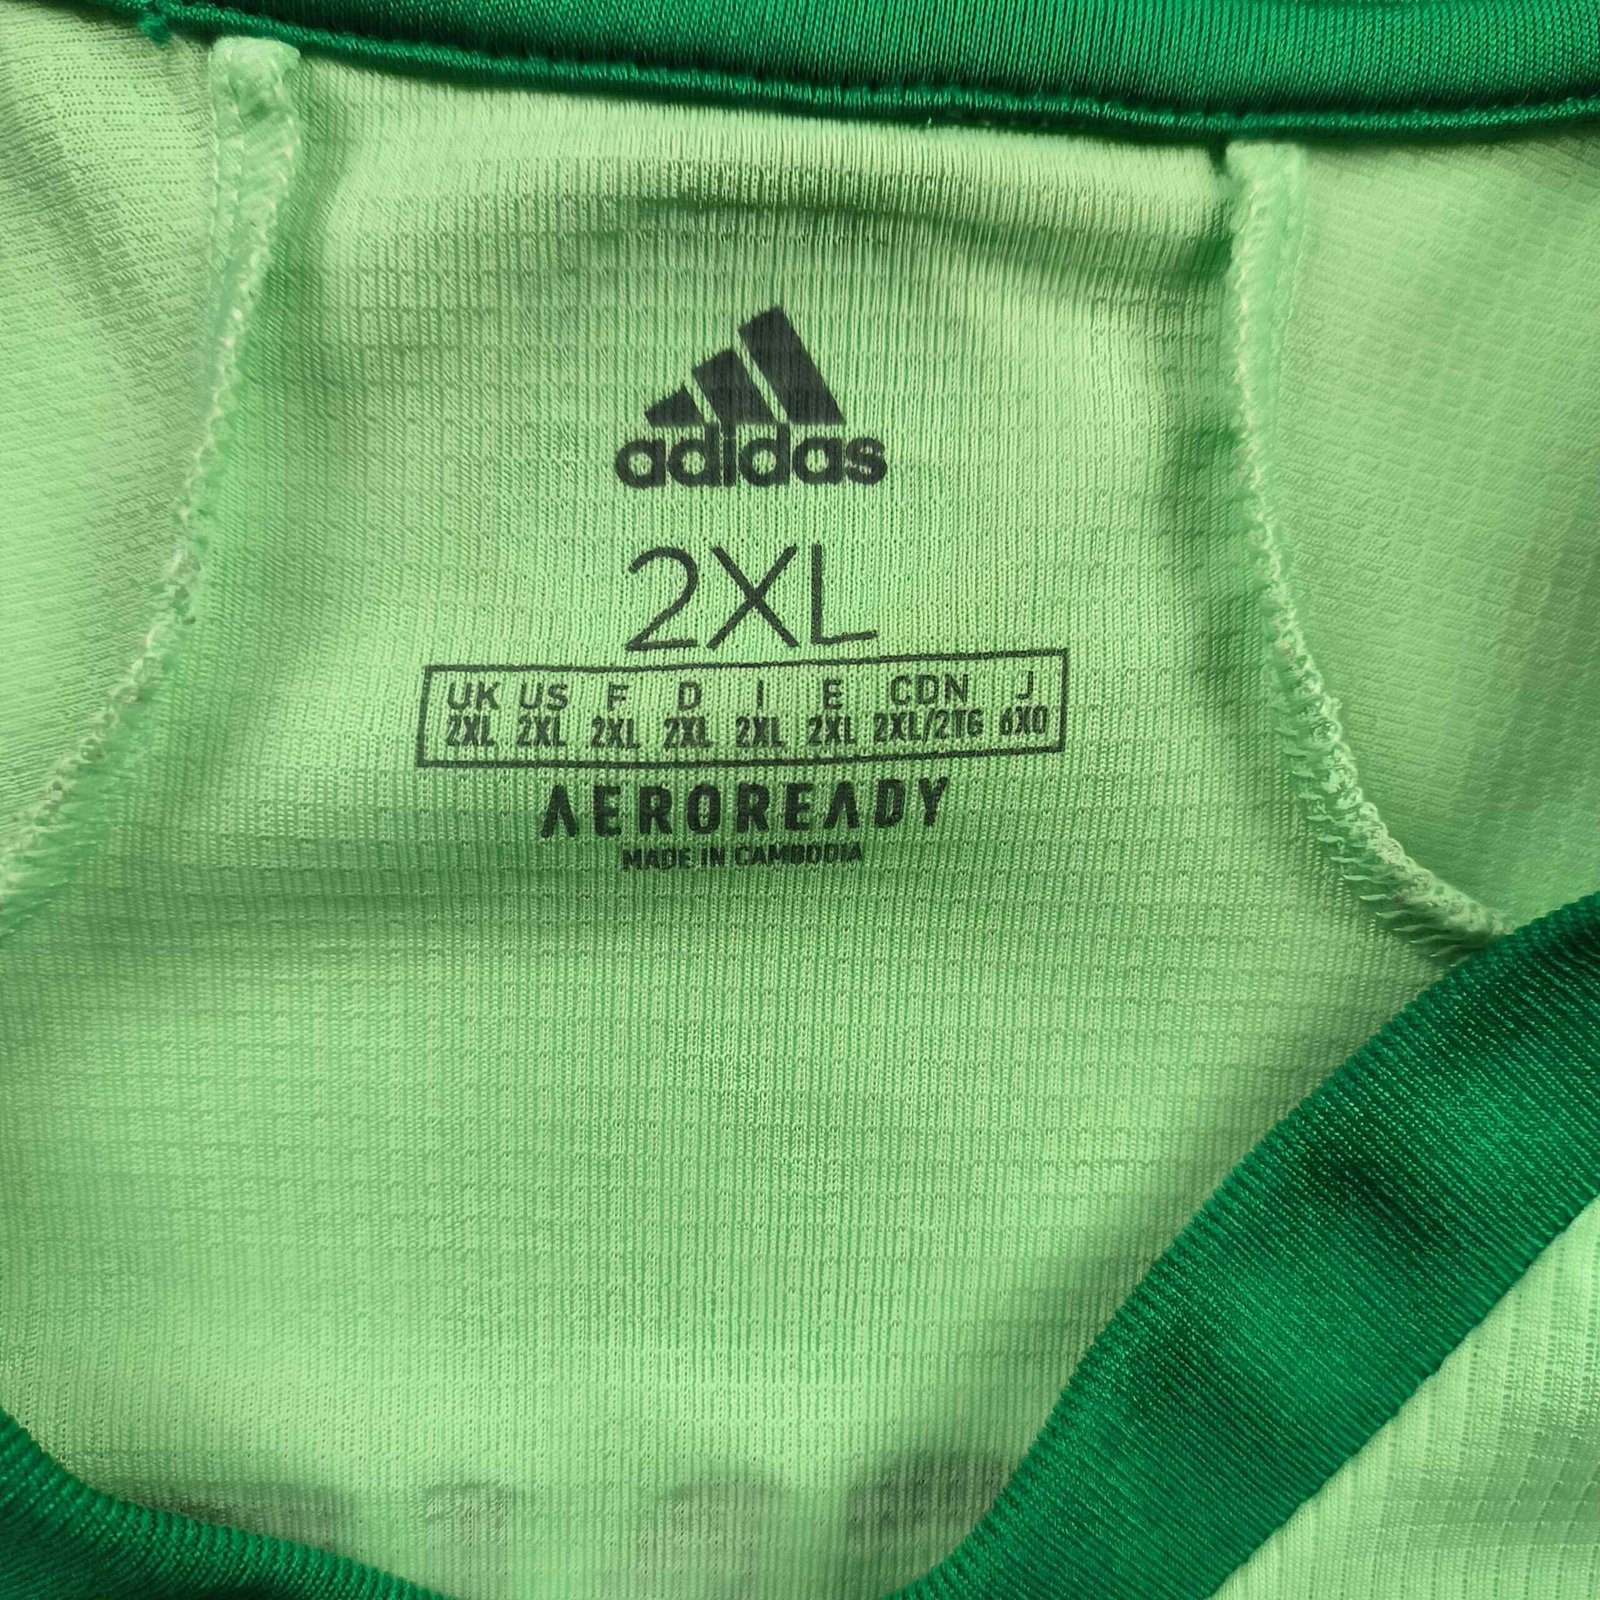 adidas
2XL
UK US F D I E CDN J
2XL 2XL 2XL 2XL 2XL 2XL 2XL/2TG 6XO
AEROREADY
MADE IN CAMBODIA